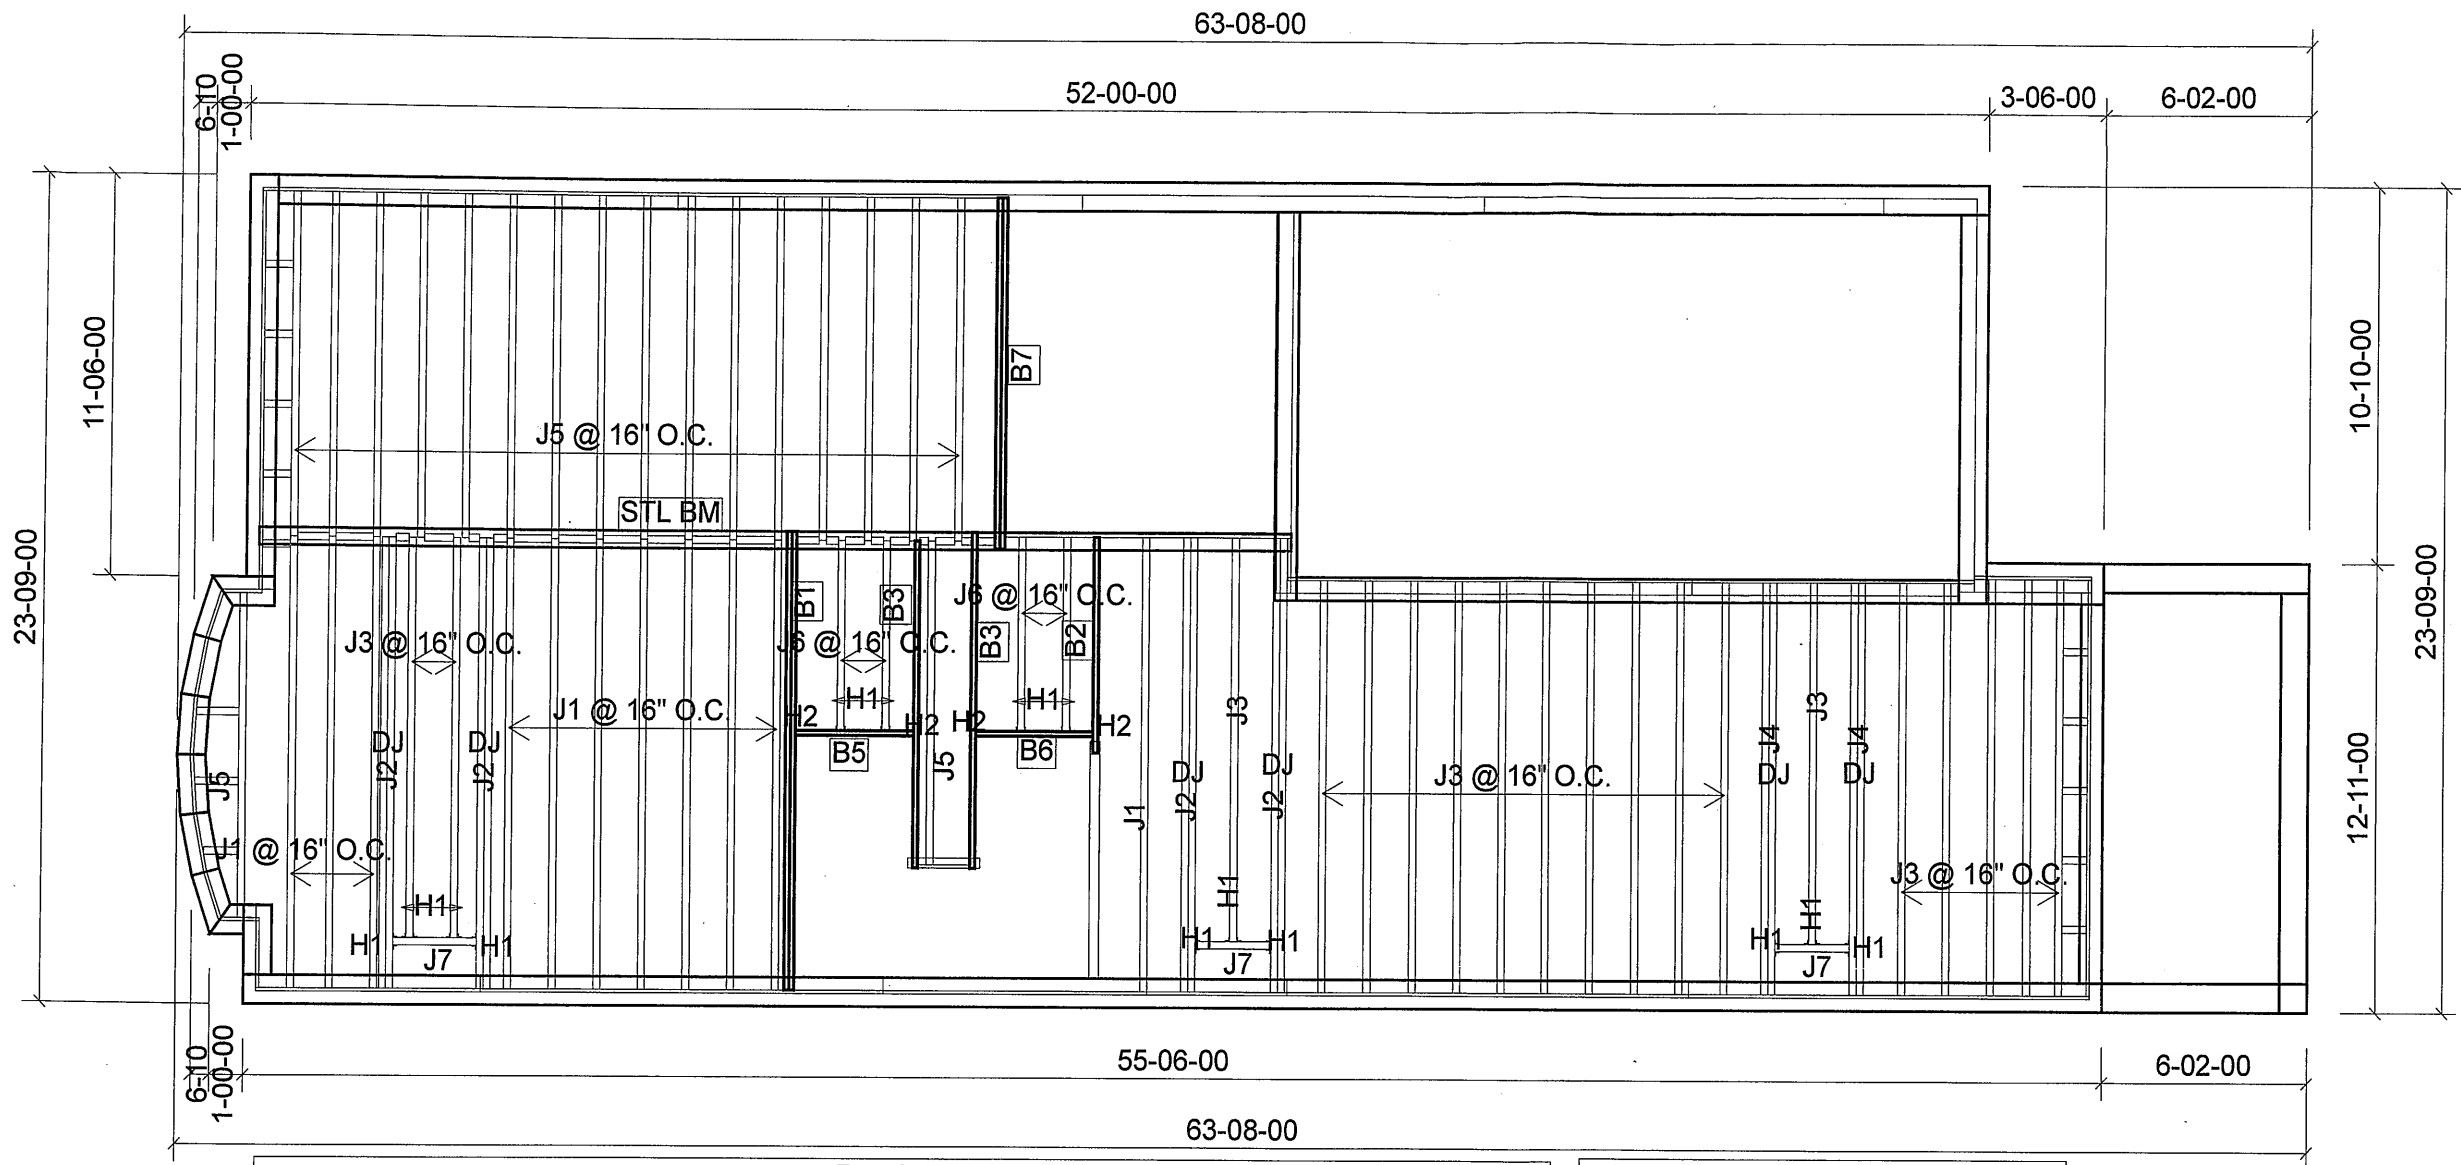 63-08-00
6-10
1-00-00
52-00-00
3-06-00
6-02-00
11-06-00
23-09-00
B7
10-10-00
J5 @ 16" O.C.
STL BM
B1
B3
J6 @ 16" O.C.
B3
B2
J3 @ 16" O.C.
J6 @ 16" O.C.
23-09-00
H1
H1
J1 @ 16" O.C.
H2
H2
H2
H2
J3
J3
DJ
J2
DJ
J2
B5
B6
J5
J5
DJ
J2
DJ
J2
J1
J3 @ 16" O.C.
J4
DJ
J4
DJ
12-11-00
J1 @ 16" O.C.
J3 @ 16" O.C.
H1
H1
H1
H1
H1
J7
H1
H1
J7
H1
H1
J7
6-10
1-00-00
55-06-00
6-02-00
63-08-00